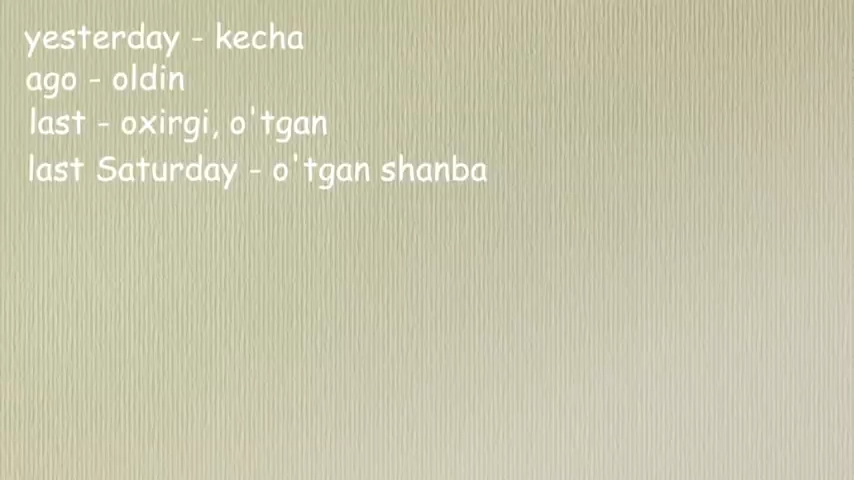 yesterday - kecha
ago - oldin
last - oxirgi, o'tgan
last Saturday - o'tgan shanba